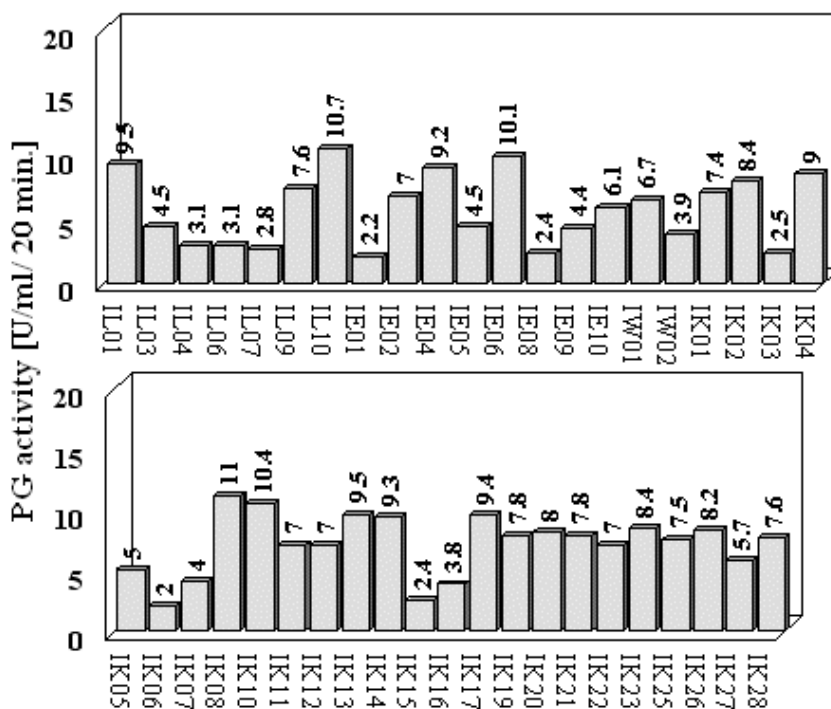 PG activity [U/ml/ 20 min.]
20
15
10
5
0
9.5 4.5 3.1 3.1 2.8 7.6 10.7 2.2 7 9.2 4.5 10.1 2.4 4.4 6.1 6.7 3.9 7.4 8.4 2.5 9
IL01 IL03 IL04 IL06 IL07 IL09 IL10 IE01 IE02 IE04 IE05 IE06 IE08 IE09 IE10 IW01 IW02 IK01 IK02 IK03 IK04
20
15
10
5
0
5 2 4 11 10.4 7 7 9.5 9.3 2.4 3.8 9.4 7.8 8 7.8 7 8.4 7.5 8.2 5.7 7.6
IK05 IK06 IK07 IK08 IK10 IK11 IK12 IK13 IK14 IK15 IK16 IK17 IK19 IK20 IK21 IK22 IK23 IK25 IK26 IK27 IK28